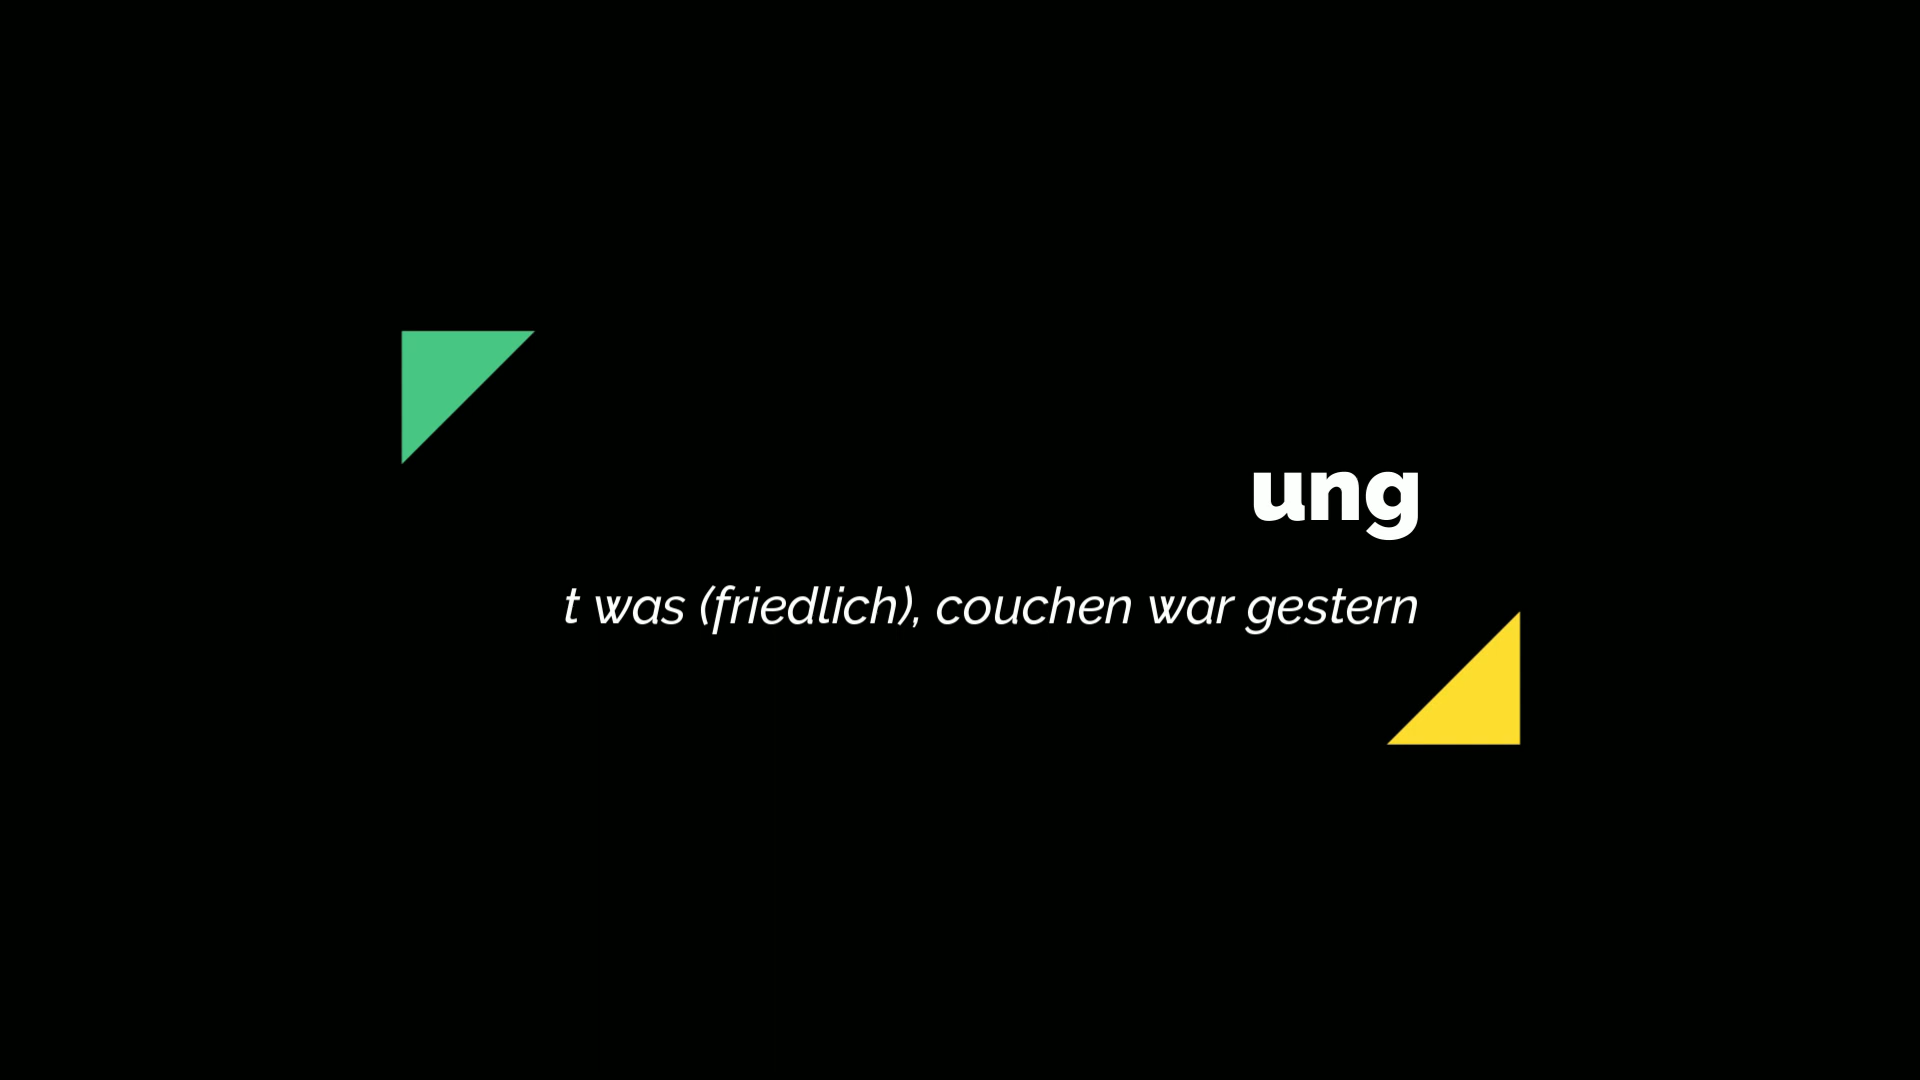 ung
t was (friedlich), couchen war gestern